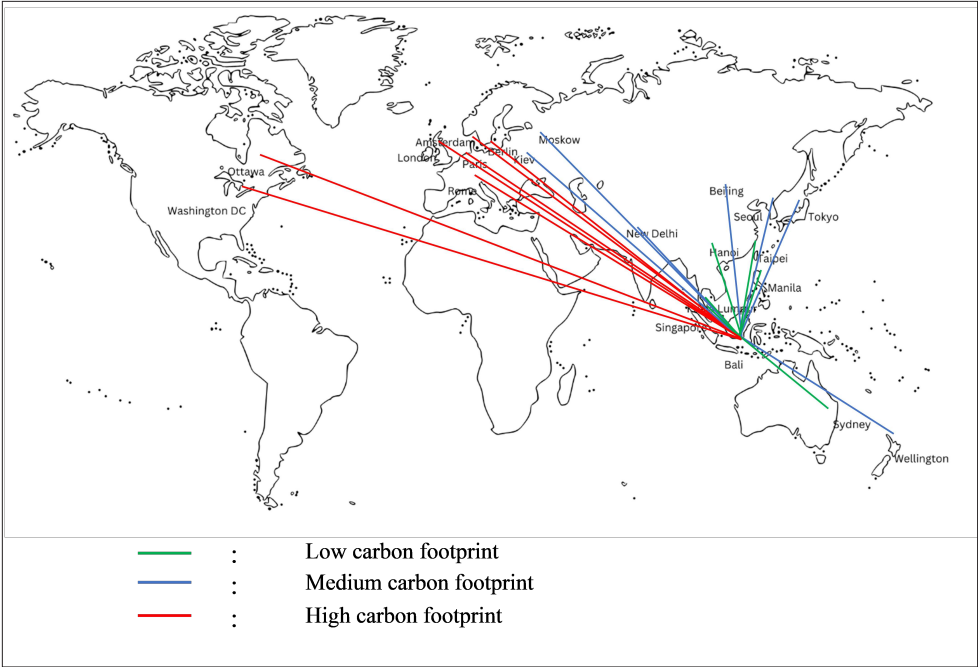 Moskow
Amsterdam
Berlin
London
Kiev
Paris
Ottawa
Roma
Beijing
Washington DC
Seoul
Tokyo
New Delhi
Hanoi
Taipei
Manila
Lumpur
Singapore
Bali
Sydney
Wellington
: Low carbon footprint
: Medium carbon footprint
: High carbon footprint